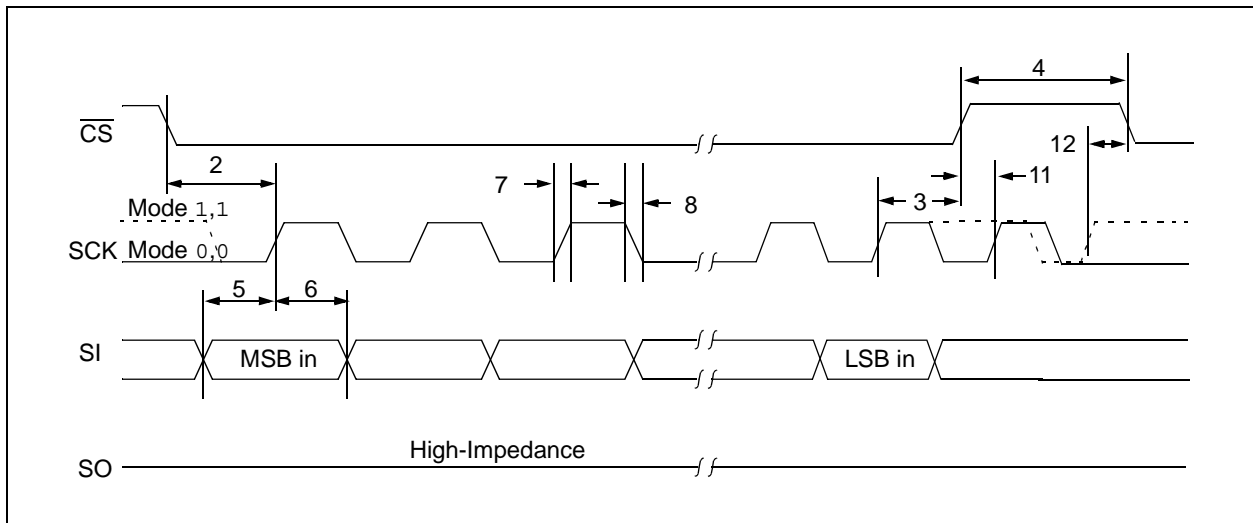 4
CS
12
2
7
11
3
8
Mode 1,1
SCK Mode 0,0
5
6
SI
MSB in
LSB in
High-Impedance
SO